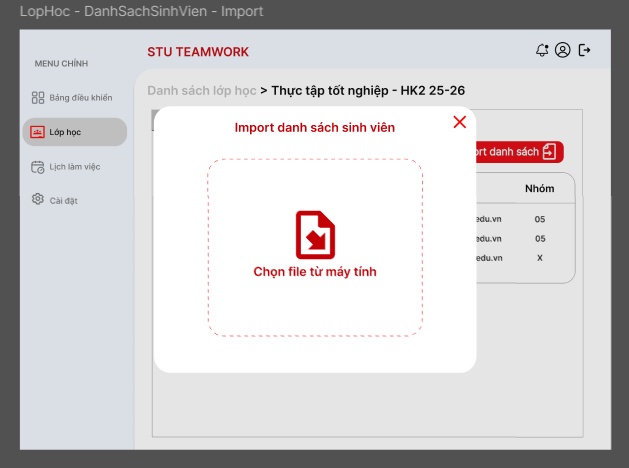 LopHoc - DanhSachSinhVien - Import
STU TEAMWORK
MENU CHÍNH
Danh sách lớp học > Thực tập tốt nghiệp - HK2 25-26
Bảng điều khiển
Import danh sách sinh viên
Lớp học
danh sách
Lịch làm việc
Nhóm
Cài đặt
edu.vn 05
edu.vn 05
edu.vn X
Chọn file từ máy tính